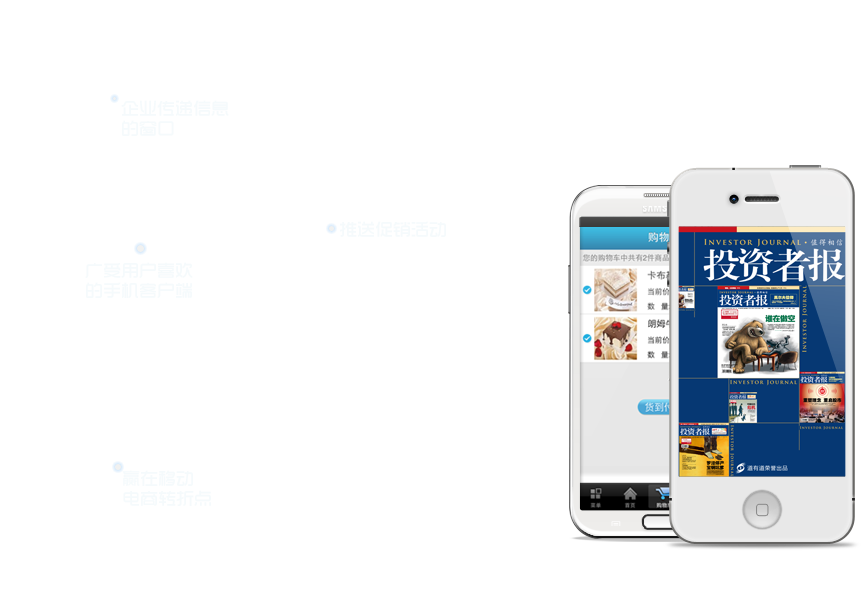 企业传递信息
的窗口
推送促销活动
广受用户喜欢
的手机客户端
赢在移动
电商转折点
SAMS
购物
您的购物车中共有2件商品
卡布
当前价
数 量
朗姆
当前价
数 量
货到付
菜单
首页
购物
INVESTOR JOURNAL · 值得相信
投资者报
投资者报
谁在做空
INVESTOR JOURNAL
INVESTOR JOURNAL
投资者报
投资者报
INVESTOR JOURNAL
投资者报
道有道荣誉出品